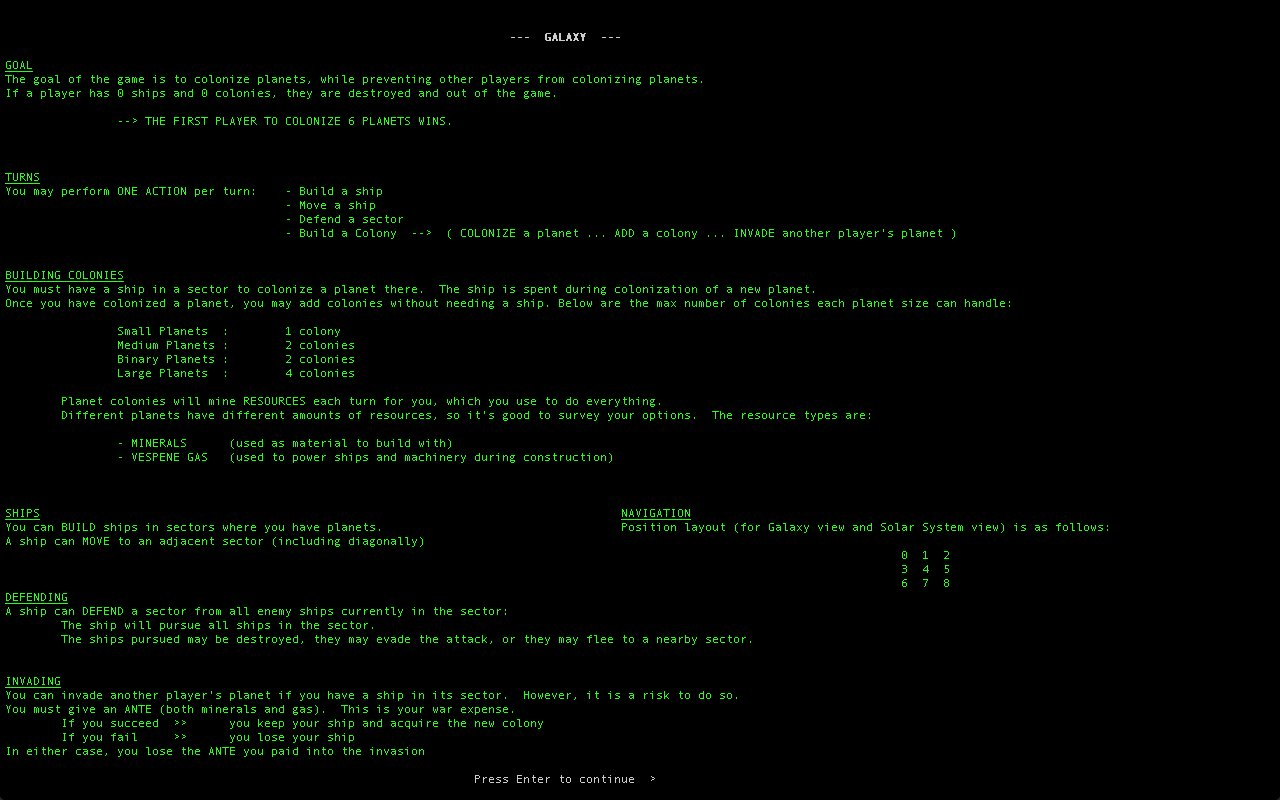 ---  GALAXY  ---
GOAL
The goal of the game is to colonize planets, while preventing other players from colonizing planets.
If a player has 0 ships and 0 colonies, they are destroyed and out of the game.
--> THE FIRST PLAYER TO COLONIZE 6 PLANETS WINS.
TURNS
You may perform ONE ACTION per turn:    - Build a ship
- Move a ship
- Defend a sector
- Build a Colony  -->  ( COLONIZE a planet ... ADD a colony ... INVADE another player's planet )
BUILDING COLONIES
You must have a ship in a sector to colonize a planet there.  The ship is spent during colonization of a new planet.
Once you have colonized a planet, you may add colonies without needing a ship. Below are the max number of colonies each planet size can handle:
Small Planets  :        1 colony
Medium Planets :        2 colonies
Binary Planets :        2 colonies
Large Planets  :        4 colonies
Planet colonies will mine RESOURCES each turn for you, which you use to do everything.
Different planets have different amounts of resources, so it's good to survey your options.  The resource types are:
- MINERALS      (used as material to build with)
- VESPENE GAS   (used to power ships and machinery during construction)
SHIPS
You can BUILD ships in sectors where you have planets.
A ship can MOVE to an adjacent sector (including diagonally)
NAVIGATION
Position layout (for Galaxy view and Solar System view) is as follows:
0  1  2
3  4  5
6  7  8
DEFENDING
A ship can DEFEND a sector from all enemy ships currently in the sector:
The ship will pursue all ships in the sector.
The ships pursued may be destroyed, they may evade the attack, or they may flee to a nearby sector.
INVADING
You can invade another player's planet if you have a ship in its sector.  However, it is a risk to do so.
You must give an ANTE (both minerals and gas).  This is your war expense.
If you succeed  >>      you keep your ship and acquire the new colony
If you fail     >>      you lose your ship
In either case, you lose the ANTE you paid into the invasion
Press Enter to continue  >